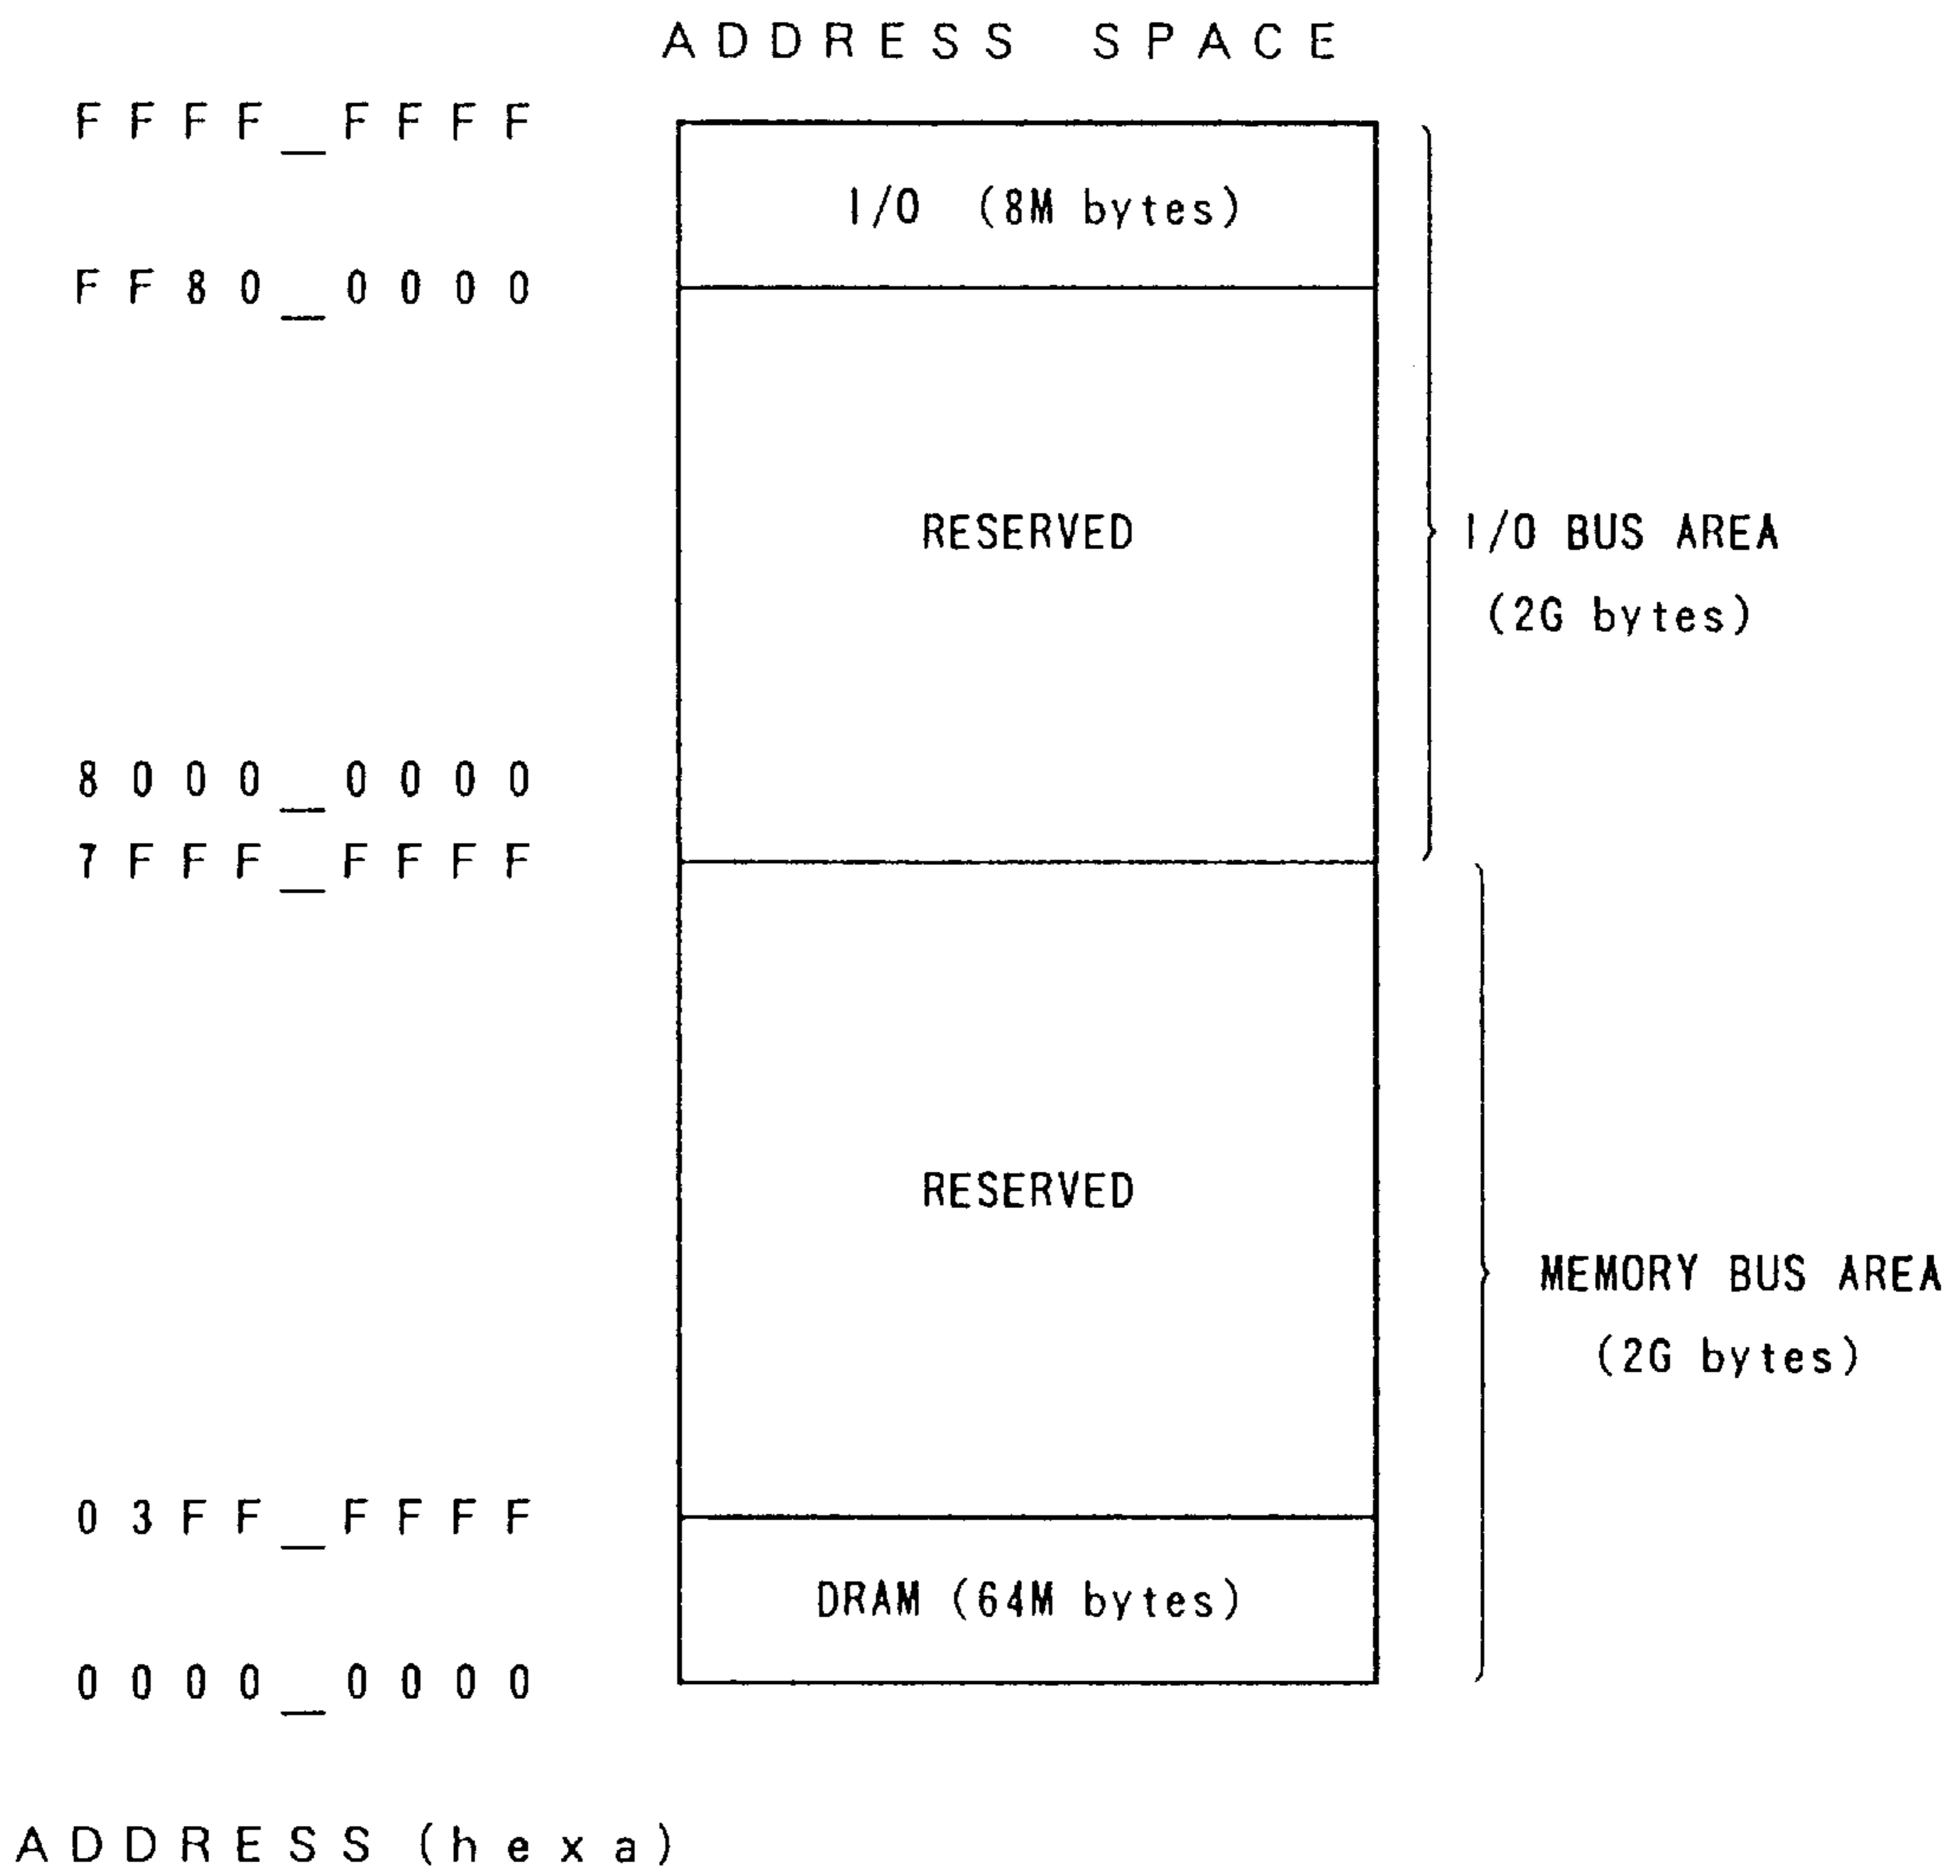 ADDRESS SPACE
FFFF_FFFF
I/O (8M bytes)
FF80_0000
RESERVED
I/O BUS AREA
(2G bytes)
8000_0000
7FFF_FFFF
RESERVED
MEMORY BUS AREA
(2G bytes)
03FF_FFFF
DRAM (64M bytes)
0000_0000
ADDRESS (hexa)